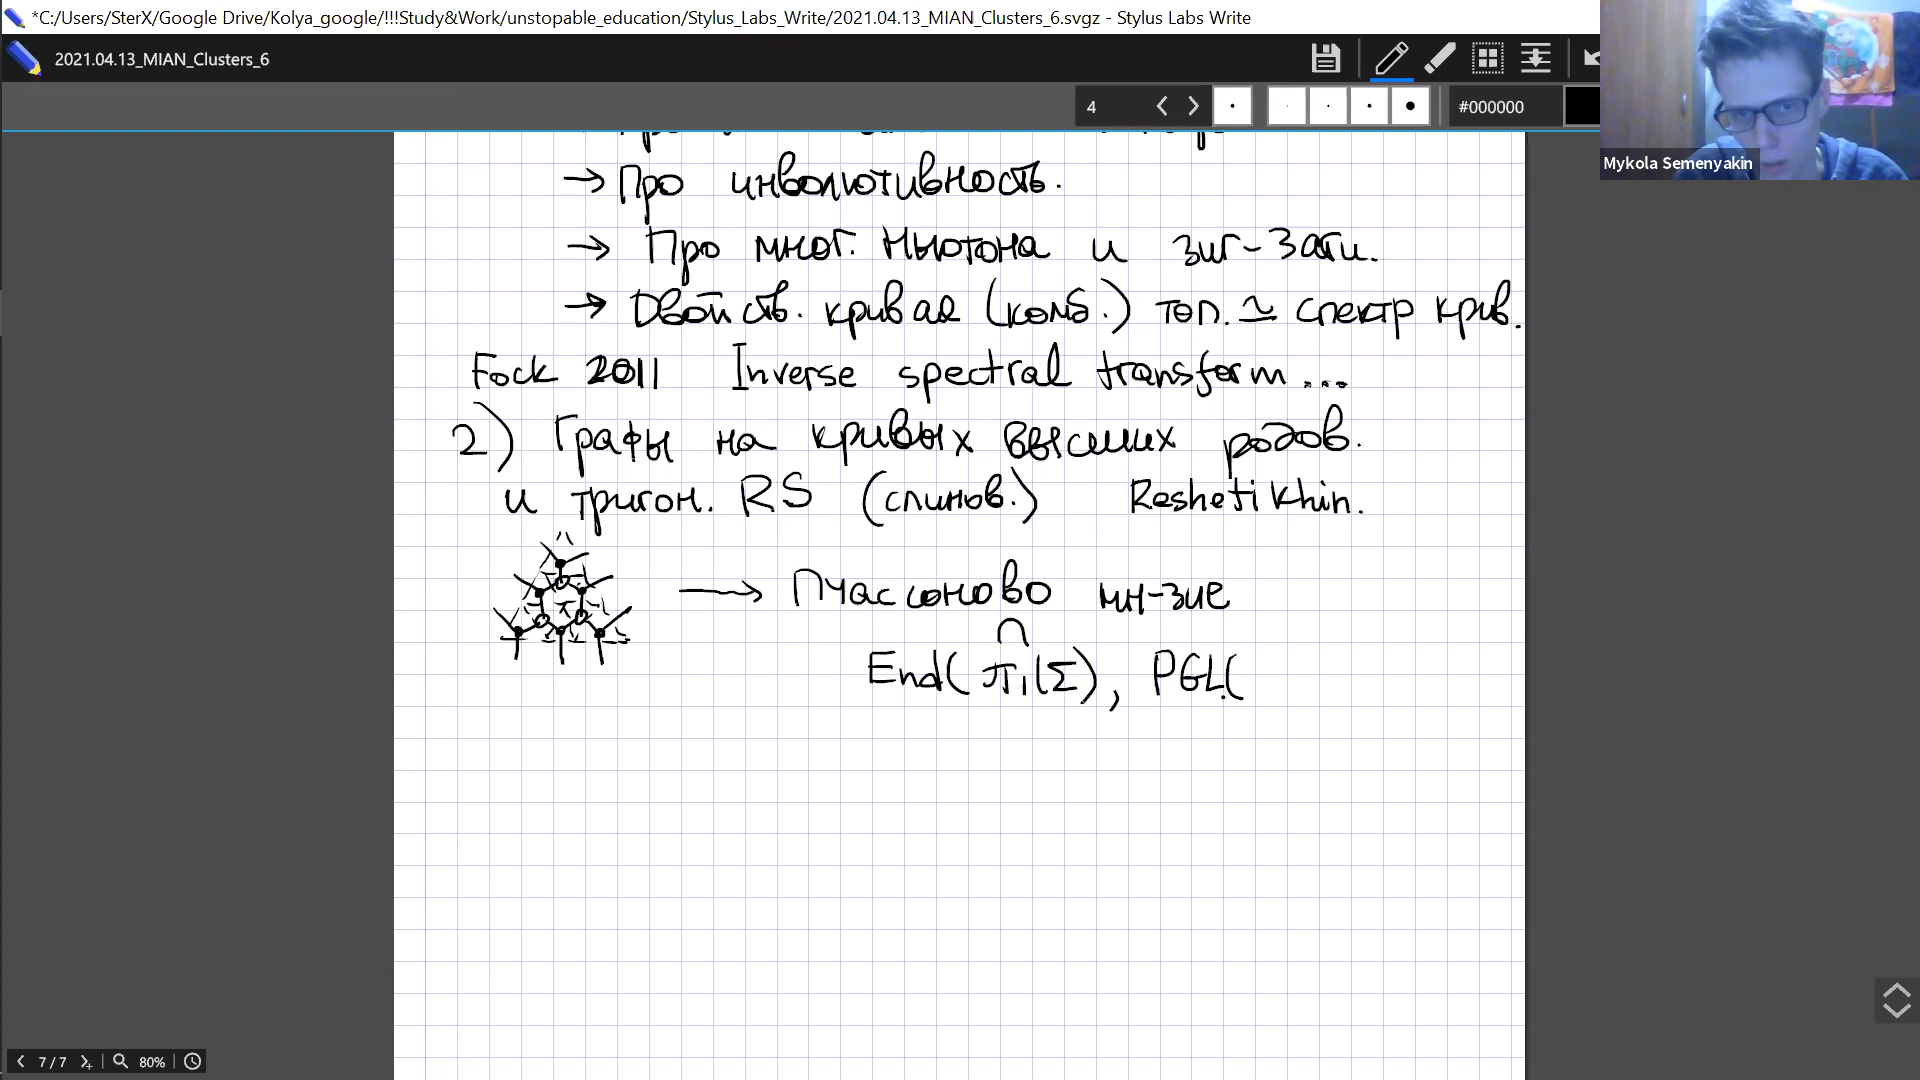 *C:/Users/SterX/Google Drive/Kolya_google/!!!Study&Work/unstopable_education/Stylus_Labs_Write/2021.04.13_MIAN_Clusters_6.svgz - Stylus Labs Write
2021.04.13_MIAN_Clusters_6
4
#000000
Mykola Semenyakin
→ Про инволютивность.
→ Про мног. Ньютона и зиг-заги.
→ Двойств. кривая (комб.) топ. ≃ спектр крив.
Fock 2011 Inverse spectral transform ...
2) Графы на кривых высших родов.
и тригон. RS (спинов.) Reshetikhin.
→ Пуассоново мн-зие
∩
End( π₁(Σ), PGL(
7 / 7
80%